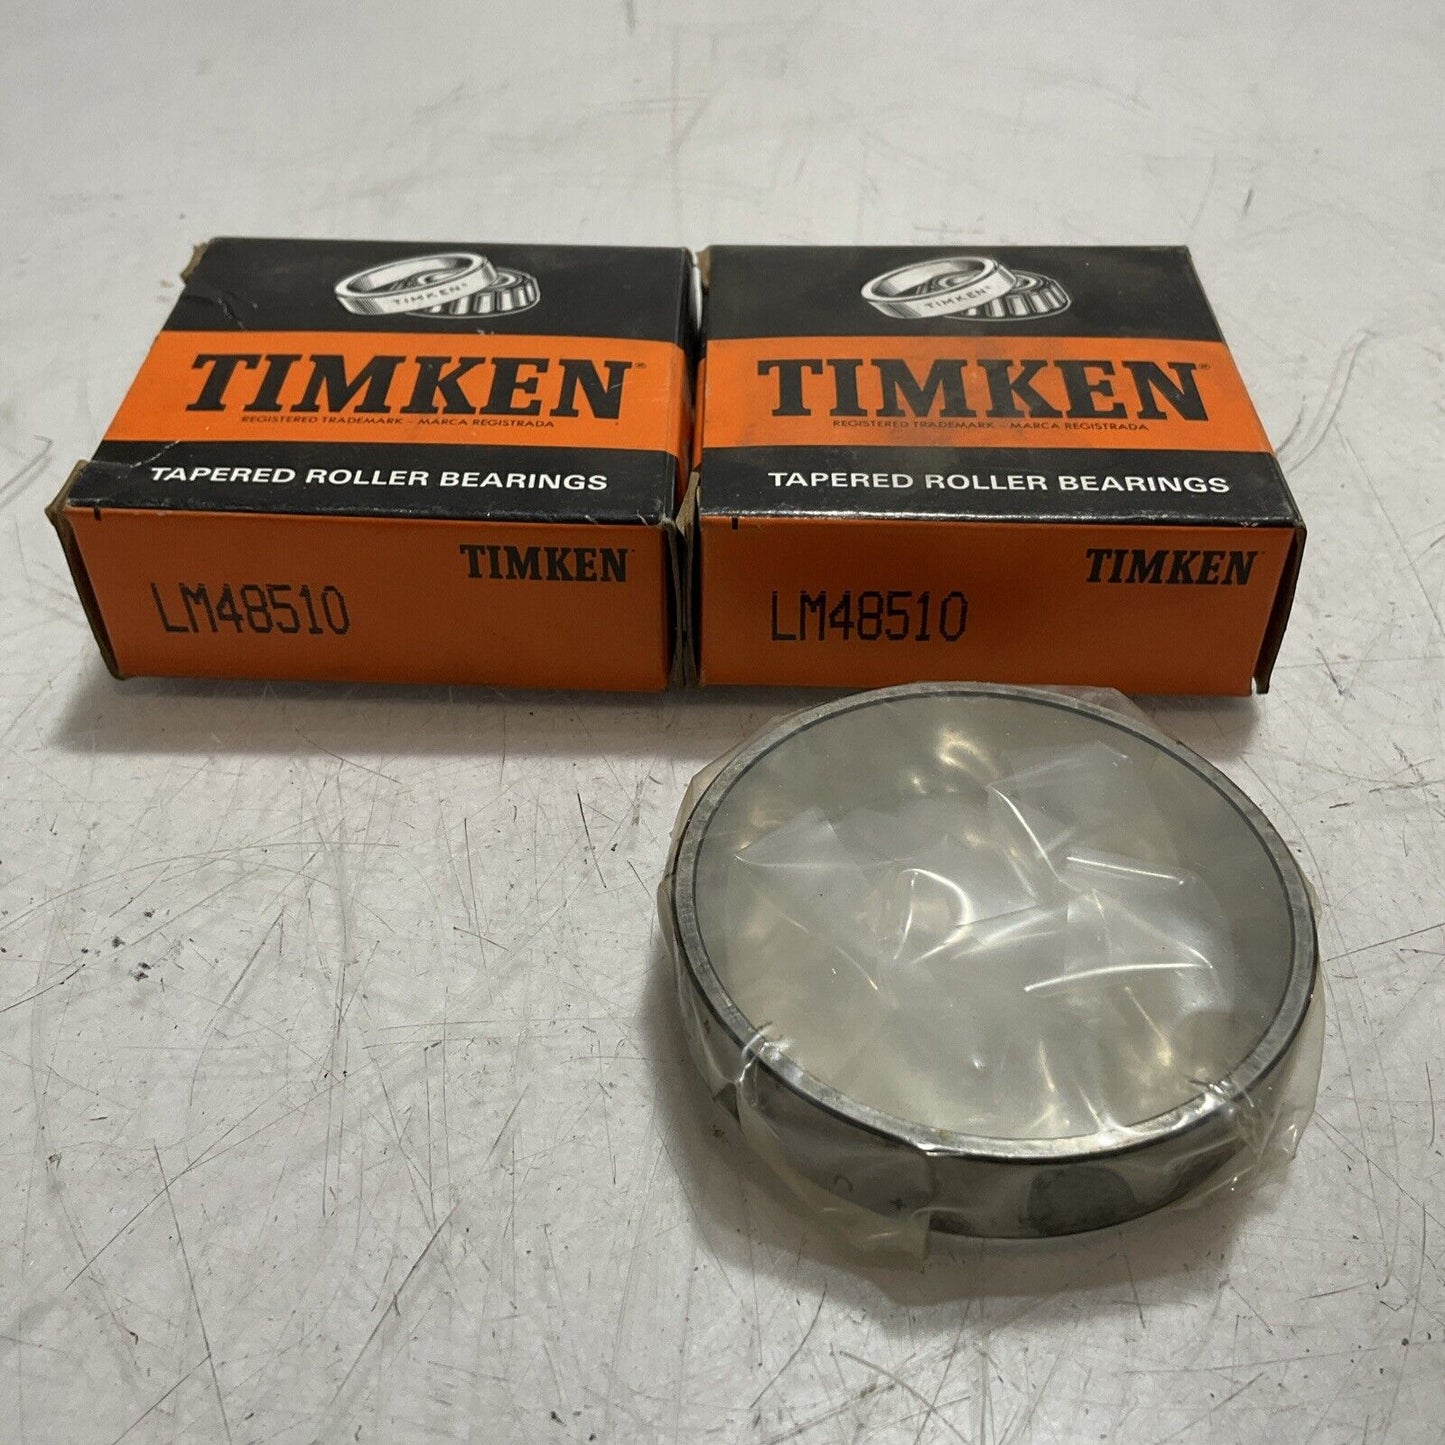 TIMKEN®
TIMKEN®
REGISTERED TRADEMARK – MARCA REGISTRADA
TAPERED ROLLER BEARINGS
TIMKEN
LM48510
TIMKEN®
TIMKEN®
REGISTERED TRADEMARK – MARCA REGISTRADA
TAPERED ROLLER BEARINGS
TIMKEN
LM48510